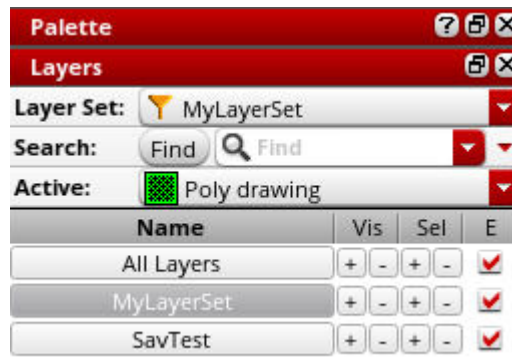 Palette
Layers
Layer Set: MyLayerSet
Search: Find Find
Active: Poly drawing
Name Vis Sel E
All Layers + - + -
MyLayerSet + - + -
SavTest + - + -